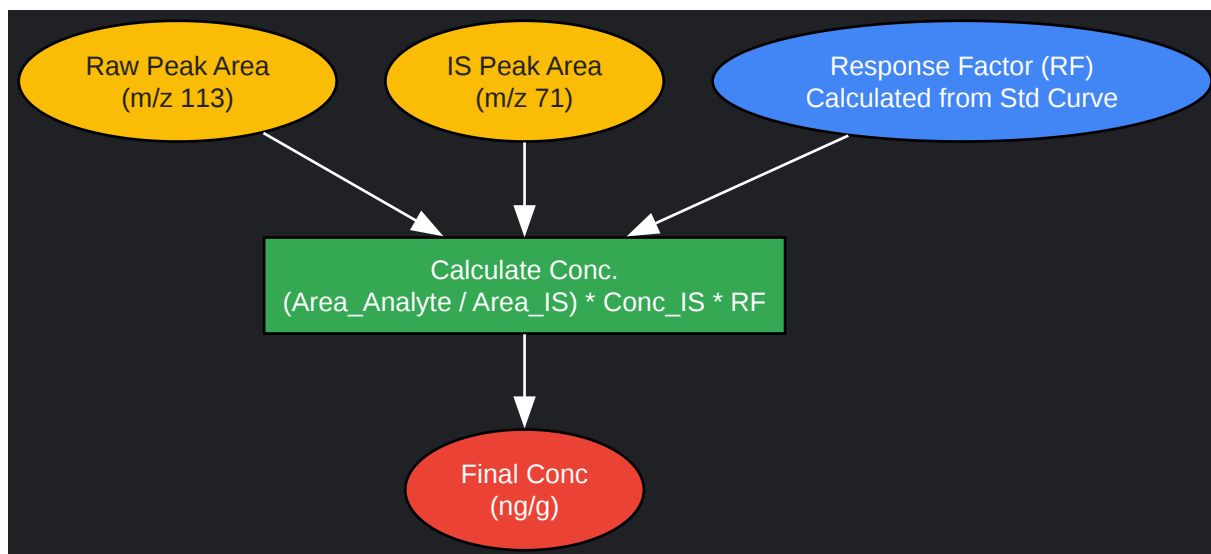 Raw Peak Area
(m/z 113)
IS Peak Area
(m/z 71)
Response Factor (RF)
Calculated from Std Curve
Calculate Conc.
(Area_Analyte / Area_IS) * Conc_IS * RF
Final Conc
(ng/g)